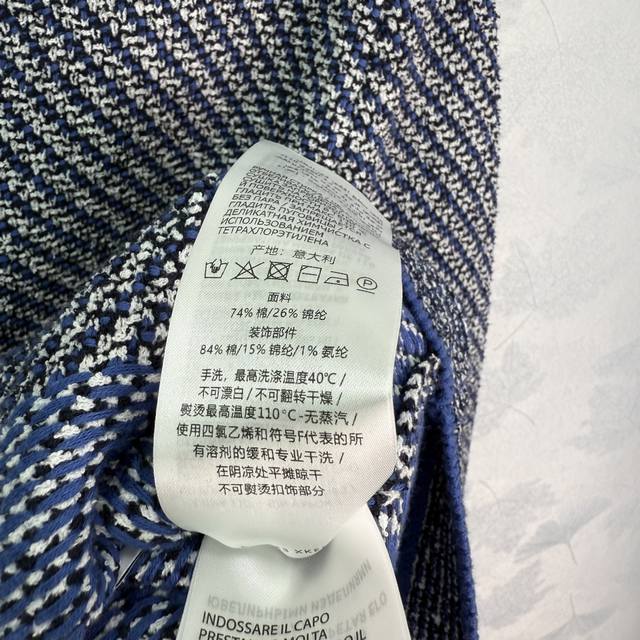 БЕЗ ПАРА /
ГЛАДИТЬ ПУГОВИЦЫ
ДЕЛИКАТНАЯ ХИМЧИСТКА С
ИСПОЛЬЗОВАНИЕМ
ТЕТРАХЛОРЭТИЛЕНА
产地：意大利
面料
74% 棉/26% 锦纶
装饰部件
84% 棉/15% 锦纶/1% 氨纶
手洗，最高洗涤温度40℃ /
不可漂白 / 不可翻转干燥 /
熨烫最高温度110℃-无蒸汽 /
使用四氯乙烯和符号F代表的所
有溶剂的缓和专业干洗 /
在阴凉处平摊晾干
不可熨烫扣饰部分
ЮВЕЛИРНЫМИ ИЗДЕЛИЯМИ
INDOSSARE IL CAPO